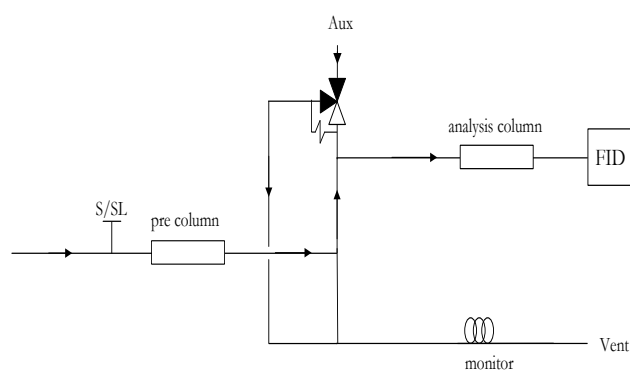 Aux
analysis column
FID
S/SL
pre column
Vent
monitor